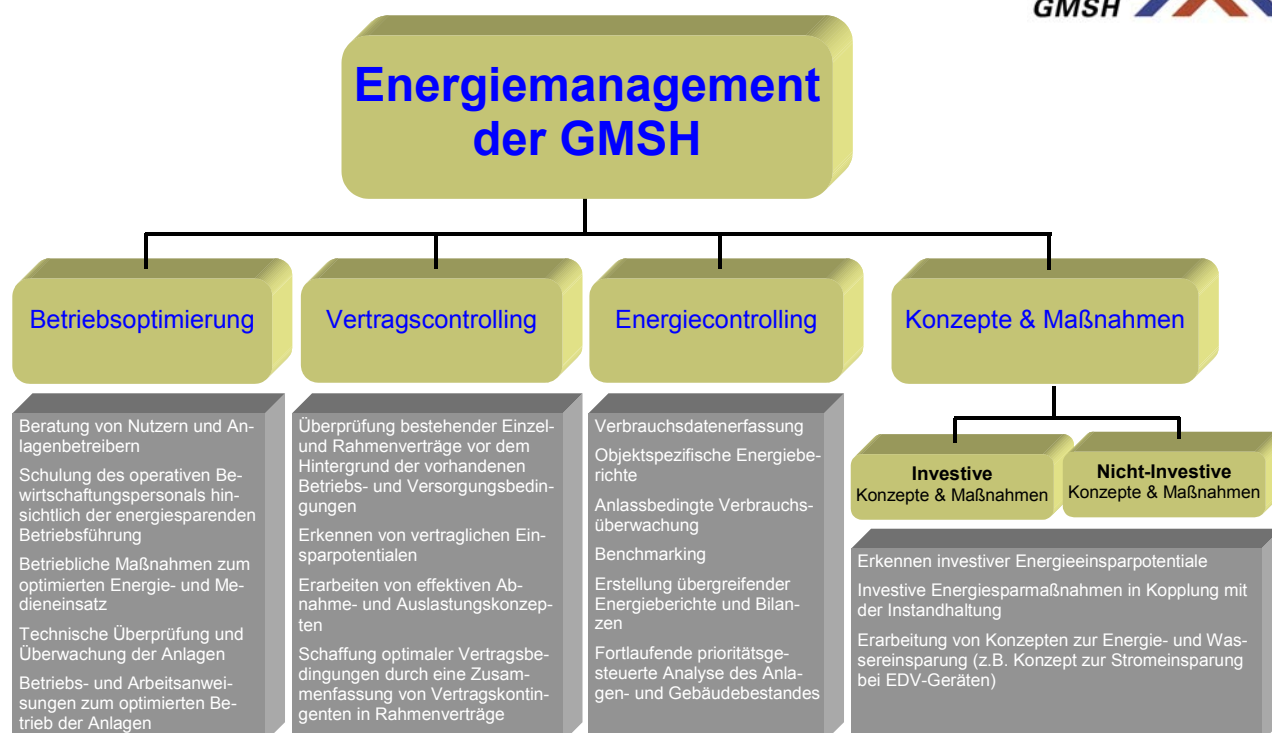 GMSH
Energiemanagement
der GMSH
Betriebsoptimierung
Vertragscontrolling
Energiecontrolling
Konzepte & Maßnahmen
Beratung von Nutzern und An-
lagenbetreibern
Schulung des operativen Be-
wirtschaftungspersonals hin-
sichtlich der energiesparenden
Betriebsführung
Betriebliche Maßnahmen zum
optimierten Energie- und Me-
dieneinsatz
Technische Überprüfung und
Überwachung der Anlagen
Betriebs- und Arbeitsanwei-
sungen zum optimierten Be-
trieb der Anlagen
Überprüfung bestehender Einzel-
und Rahmenverträge vor dem
Hintergrund der vorhandenen
Betriebs- und Versorgungsbedin-
gungen
Erkennen von vertraglichen Ein-
sparpotentialen
Erarbeiten von effektiven Ab-
nahme- und Auslastungskonzep-
ten
Schaffung optimaler Vertragsbe-
dingungen durch eine Zusam-
menfassung von Vertragskontin-
genten in Rahmenverträge
Verbrauchsdatenerfassung
Objektspezifische Energiebe-
richte
Anlassbedingte Verbrauchs-
überwachung
Benchmarking
Erstellung übergreifender
Energieberichte und Bilan-
zen
Fortlaufende prioritätsge-
steuerte Analyse des Anla-
gen- und Gebäudebestandes
Investive
Konzepte & Maßnahmen
Nicht-Investive
Konzepte & Maßnahmen
Erkennen investiver Energieeinsparpotentiale
Investive Energiesparmaßnahmen in Kopplung mit
der Instandhaltung
Erarbeitung von Konzepten zur Energie- und Was-
sereinsparung (z.B. Konzept zur Stromeinsparung
bei EDV-Geräten)